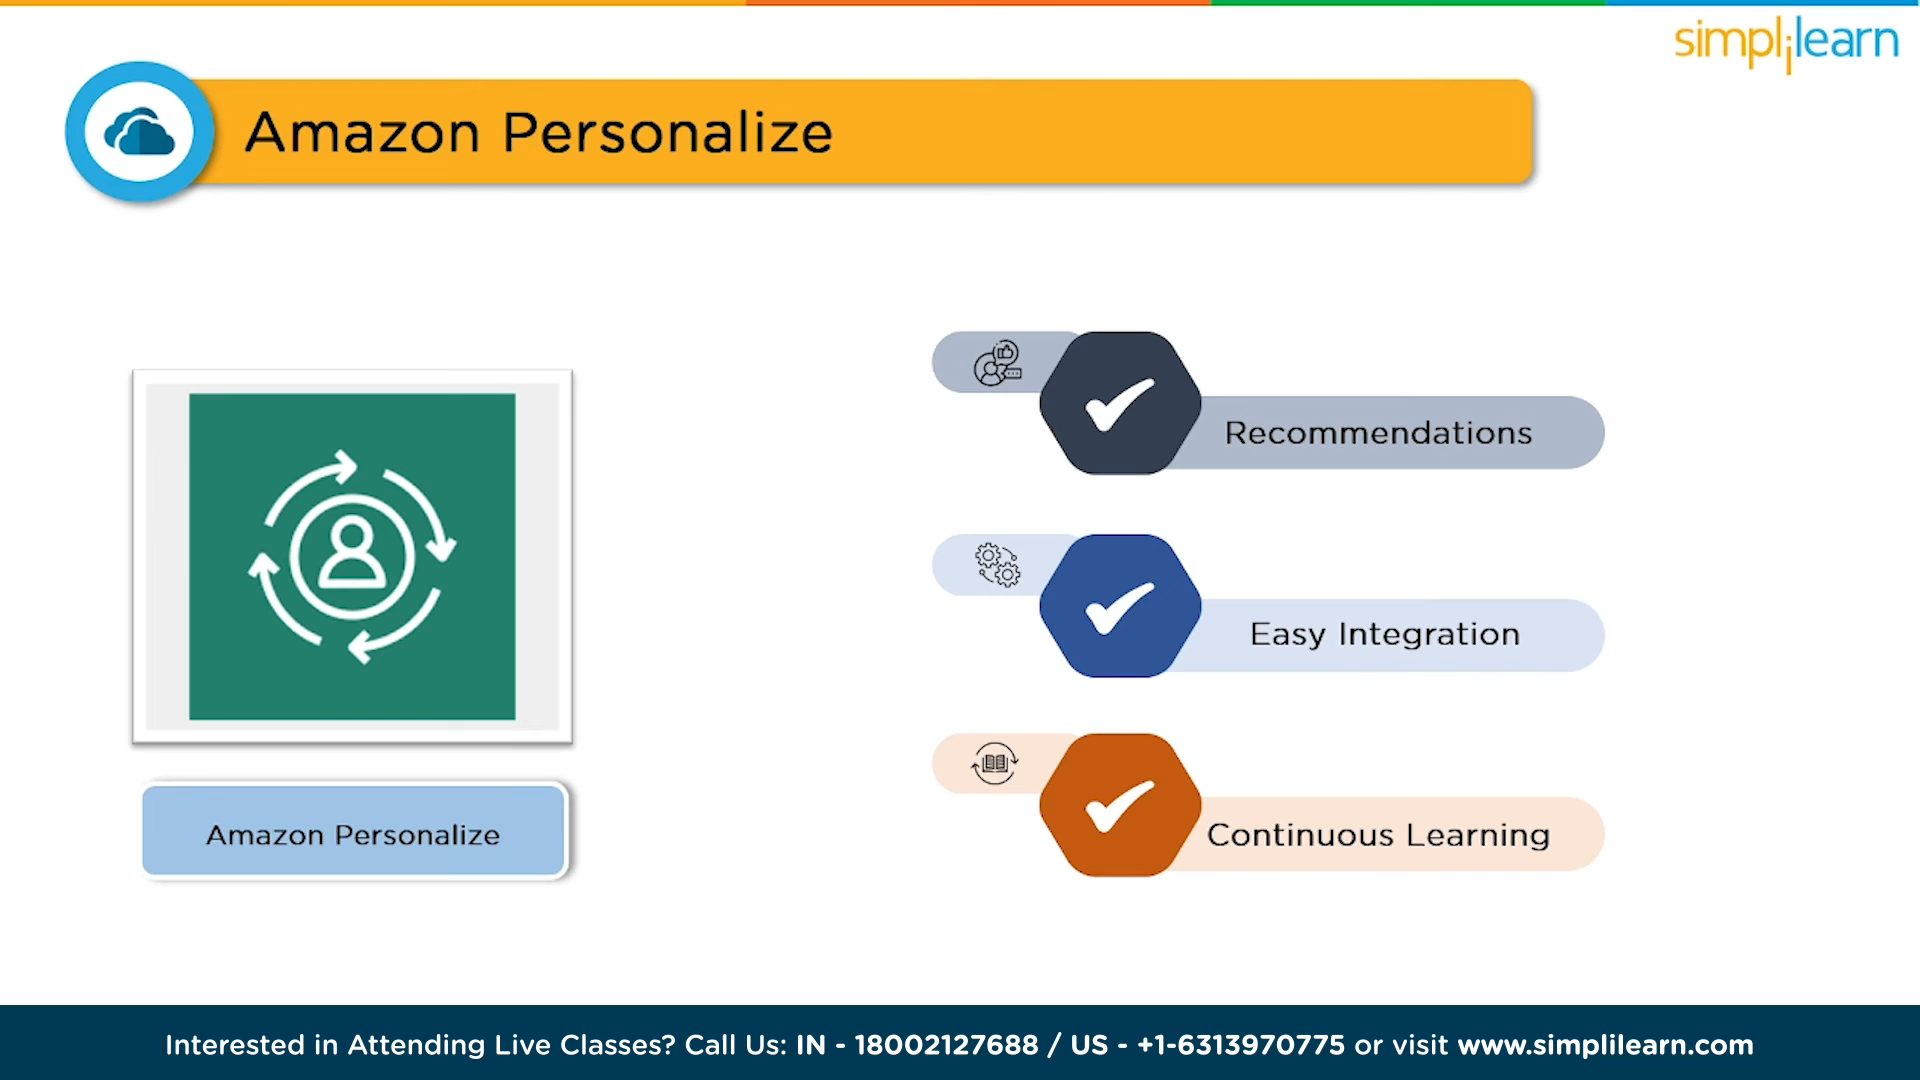 simplilearn
Amazon Personalize
Recommendations
Easy Integration
Amazon Personalize
Continuous Learning
Interested in Attending Live Classes? Call Us: IN - 18002127688 / US - +1-6313970775 or visit www.simplilearn.com